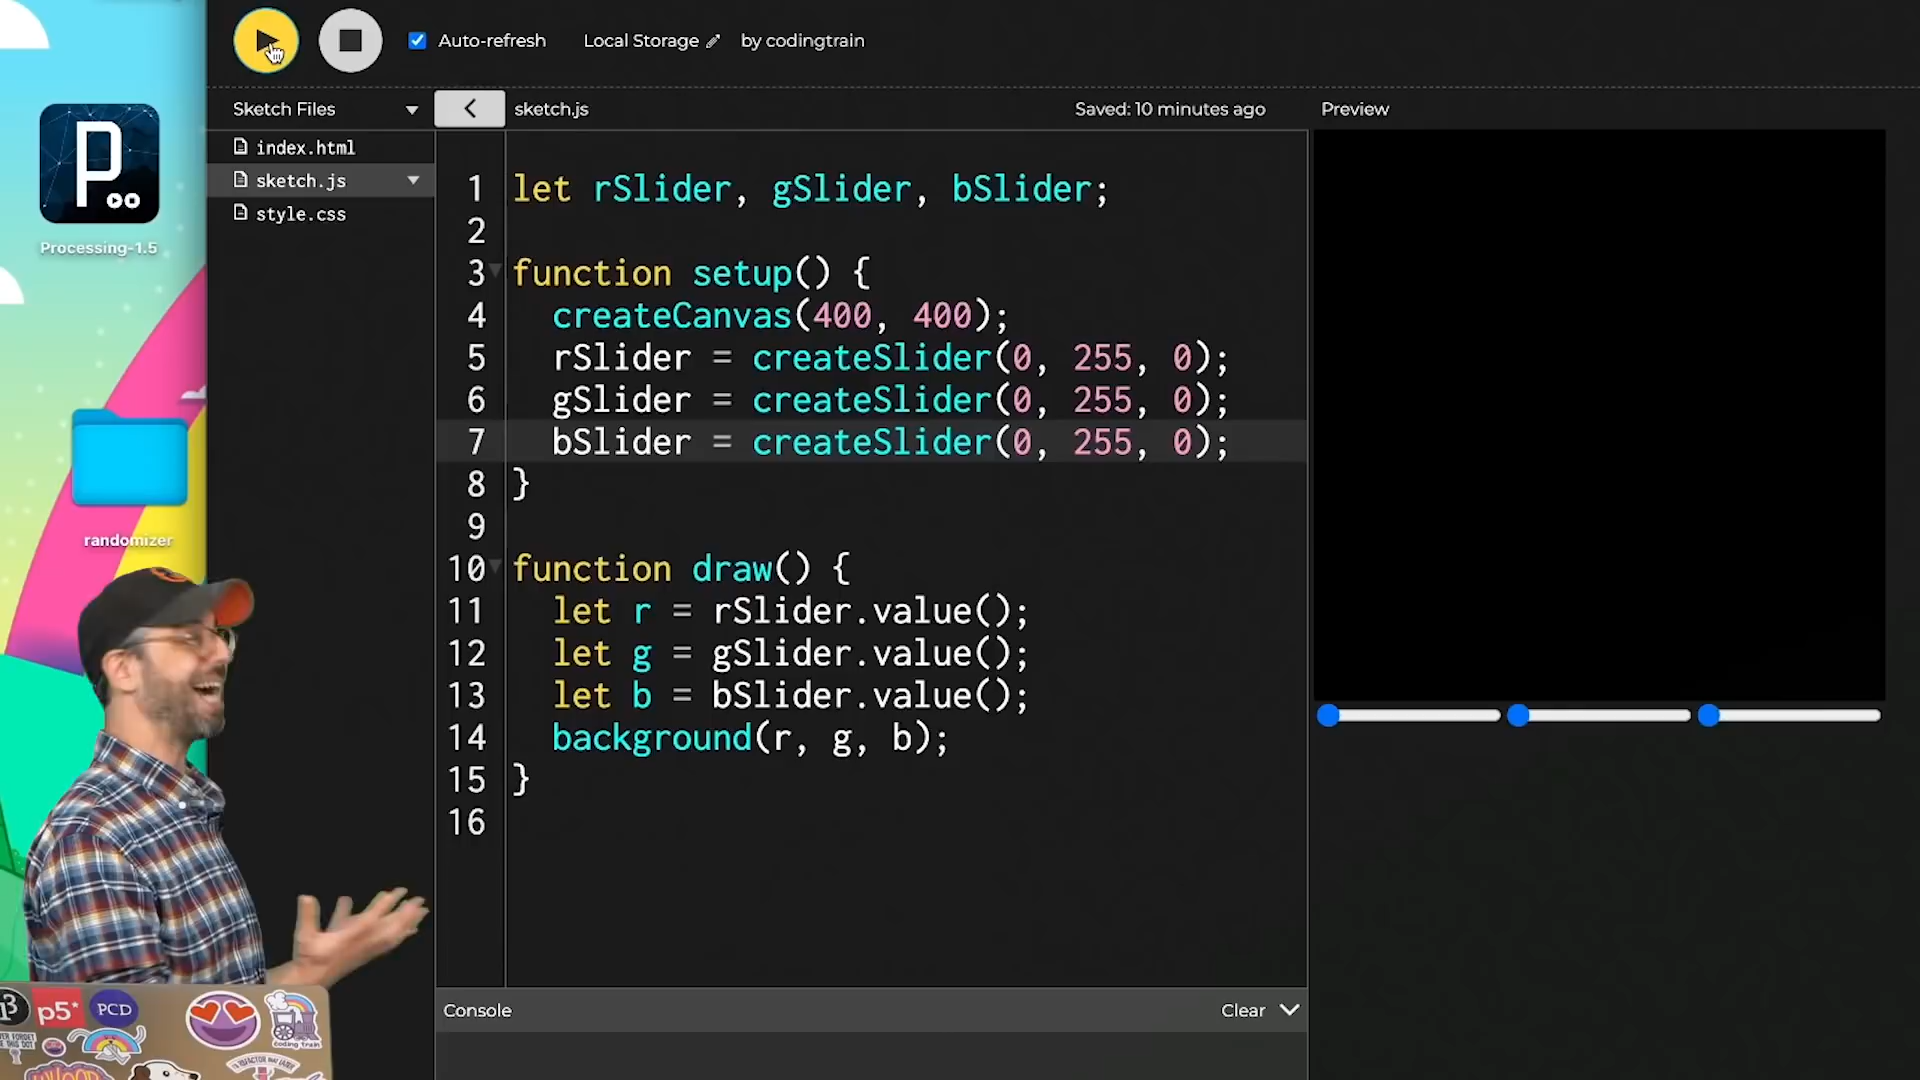 Auto-refresh
Local Storage
by codingtrain
Sketch Files
sketch.js
Saved: 10 minutes ago
Preview
index.html
sketch.js
style.css
Processing-1.5
randomizer
1 let rSlider, gSlider, bSlider;
2
3 function setup() {
4 createCanvas(400, 400);
5 rSlider = createSlider(0, 255, 0);
6 gSlider = createSlider(0, 255, 0);
7 bSlider = createSlider(0, 255, 0);
8 }
9
10 function draw() {
11 let r = rSlider.value();
12 let g = gSlider.value();
13 let b = bSlider.value();
14 background(r, g, b);
15 }
16
Console
Clear
p5*
PCD
coding train